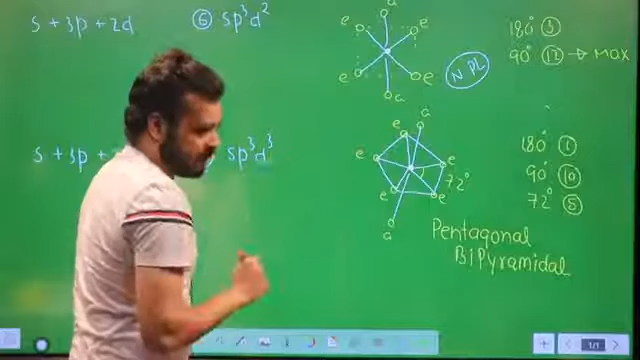 s + 3p + 2d ⑥ sp³d²
a
e e
e e
a
N PL
180° ③
90° ⑫ → Max
s + 3p + sp³d³
a
e
e e
e e
72°
a
180° ①
90° ⑩
72° ⑤
Pentagonal
BiPyramidal
1/1